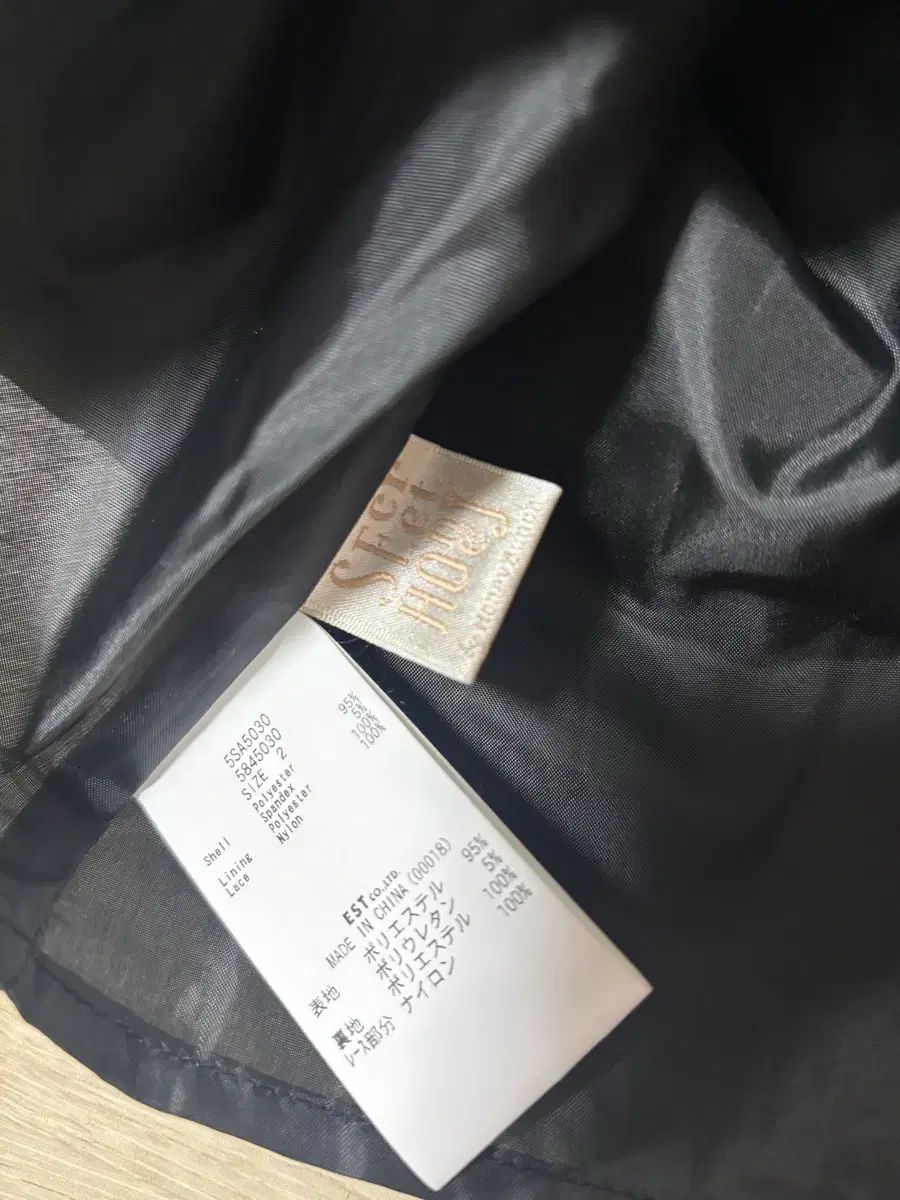 5SA5030
5845030
SIZE 2
Shell Polyester 95%
Spandex 5%
Lining Polyester 100%
Lace Nylon 100%
EST CO.,LTD.
MADE IN CHINA (00018)
表地 ポリエステル 95%
ポリウレタン 5%
裏地 ポリエステル 100%
レース部分 ナイロン 100%